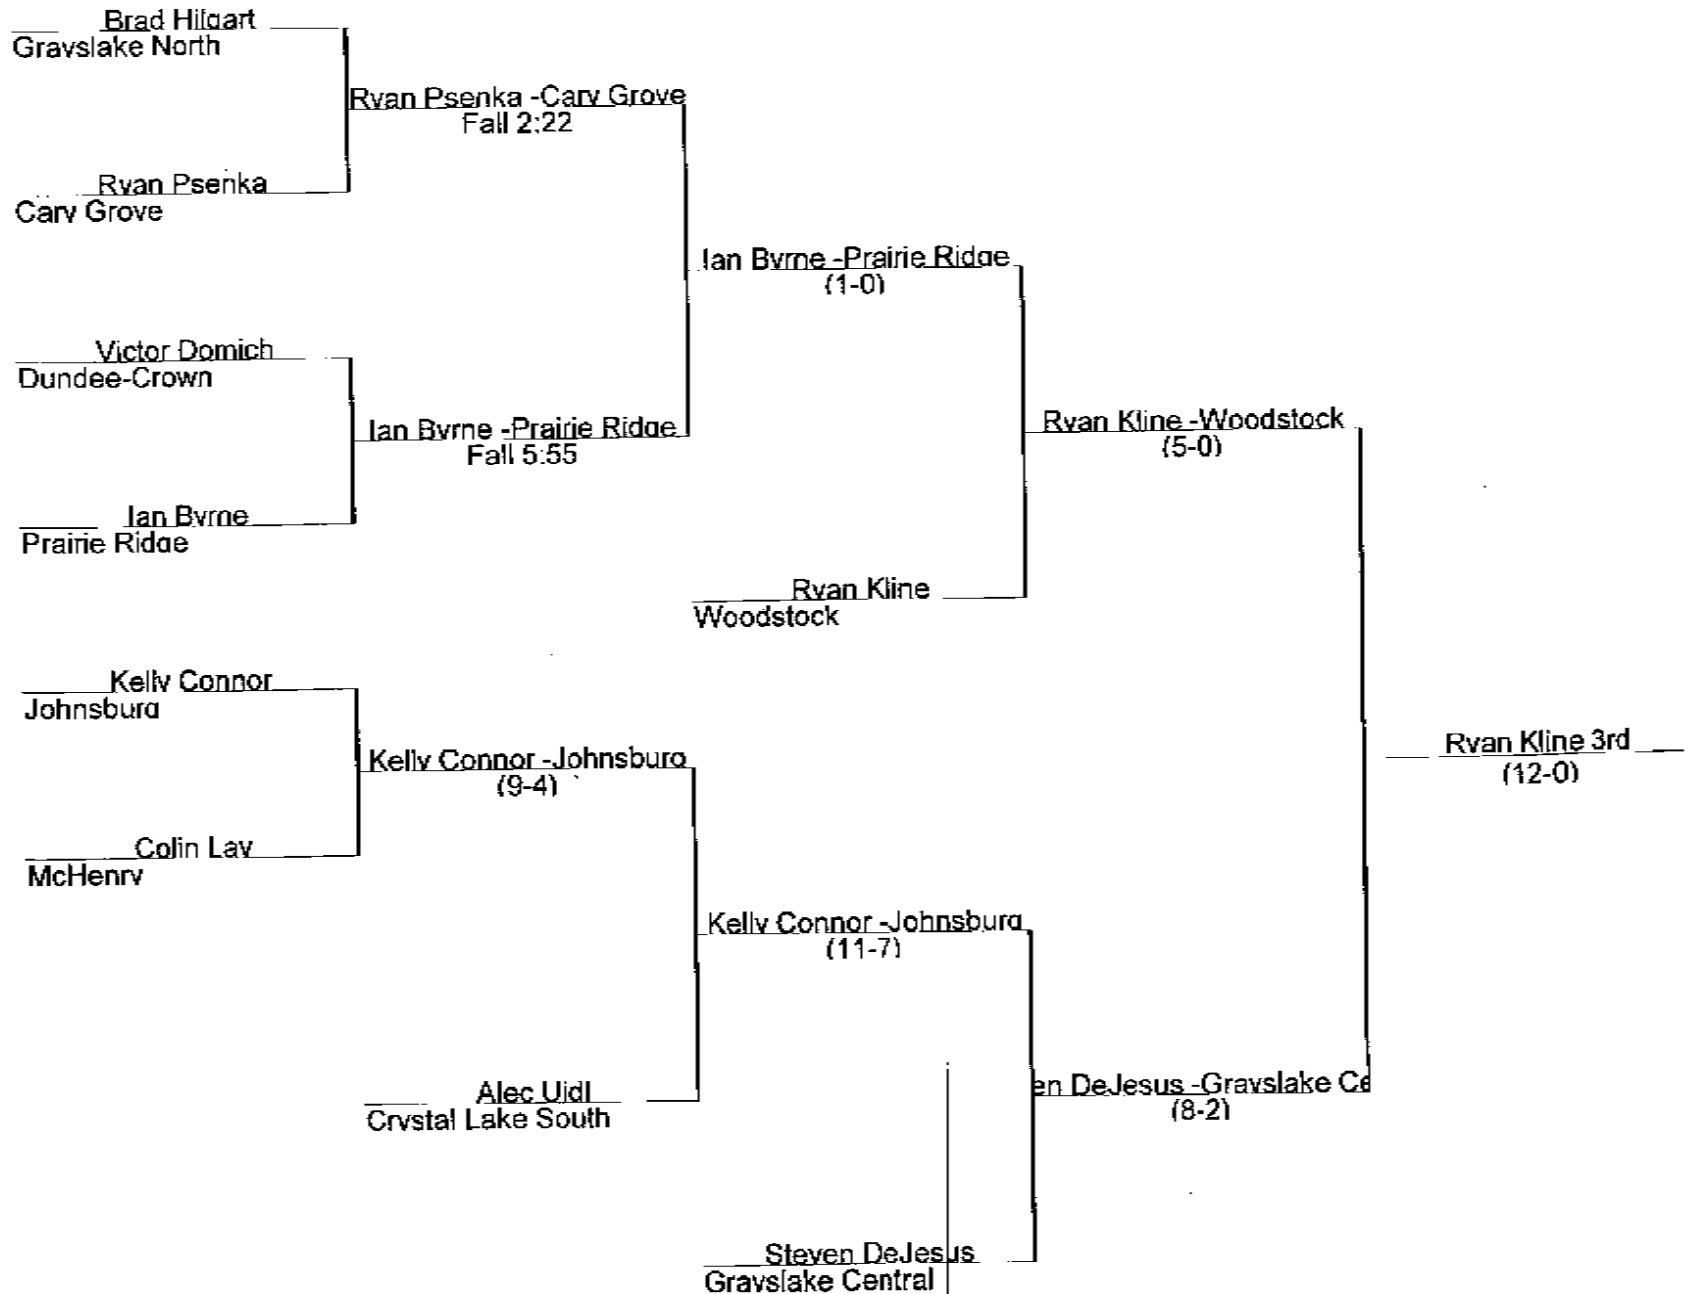 Brad Hilgart
Grayslake North
Ryan Psenka -Cary Grove
Fall 2:22
Ryan Psenka
Cary Grove
Ian Byrne -Prairie Ridge
(1-0)
Victor Domich
Dundee-Crown
Ian Byrne -Prairie Ridge
Fall 5:55
Ryan Kline -Woodstock
(5-0)
Ian Byrne
Prairie Ridge
Ryan Kline
Woodstock
Kelly Connor
Johnsburg
Ryan Kline 3rd
(12-0)
Kelly Connor -Johnsburg
(9-4)
Colin Lay
McHenry
Kelly Connor -Johnsburg
(11-7)
Alec Uidl
Crystal Lake South
en DeJesus -Grayslake Ce
(8-2)
Steven DeJesus
Grayslake Central